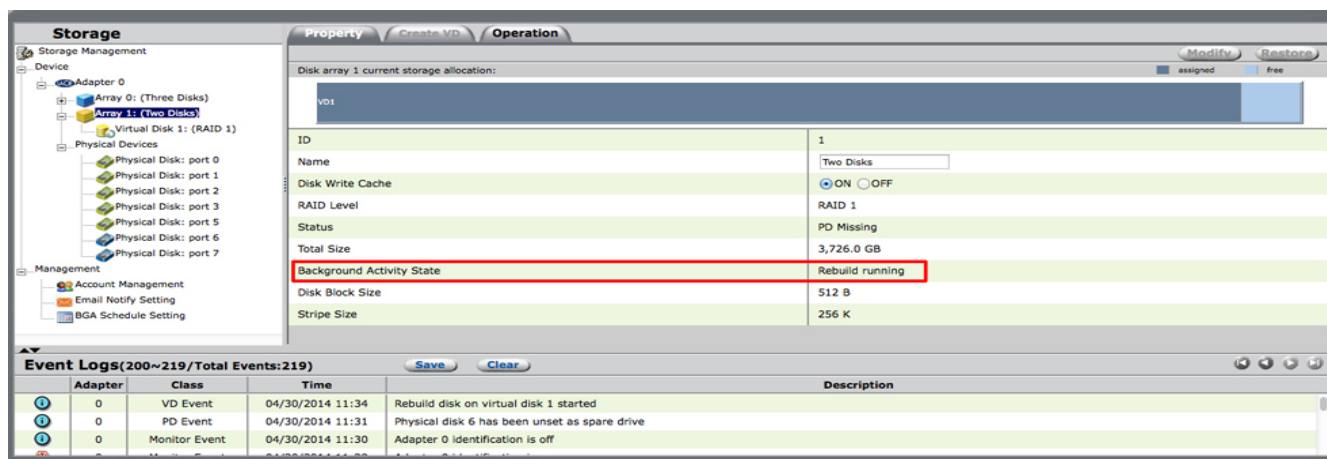 Storage
Property Create VD Operation
Storage Management
Device
Adapter 0
Array 0: (Three Disks)
Array 1: (Two Disks)
Virtual Disk 1: (RAID 1)
Physical Devices
Physical Disk: port 0
Physical Disk: port 1
Physical Disk: port 2
Physical Disk: port 3
Physical Disk: port 5
Physical Disk: port 6
Physical Disk: port 7
Management
Account Management
Email Notify Setting
BGA Schedule Setting
Modify Restore
Disk array 1 current storage allocation: assigned free
VD1
ID 1
Name Two Disks
Disk Write Cache ON OFF
RAID Level RAID 1
Status PD Missing
Total Size 3,726.0 GB
Background Activity State Rebuild running
Disk Block Size 512 B
Stripe Size 256 K
Event Logs(200~219/Total Events:219) Save Clear
Adapter Class Time Description
0 VD Event 04/30/2014 11:34 Rebuild disk on virtual disk 1 started
0 PD Event 04/30/2014 11:31 Physical disk 6 has been unset as spare drive
0 Monitor Event 04/30/2014 11:30 Adapter 0 identification is off